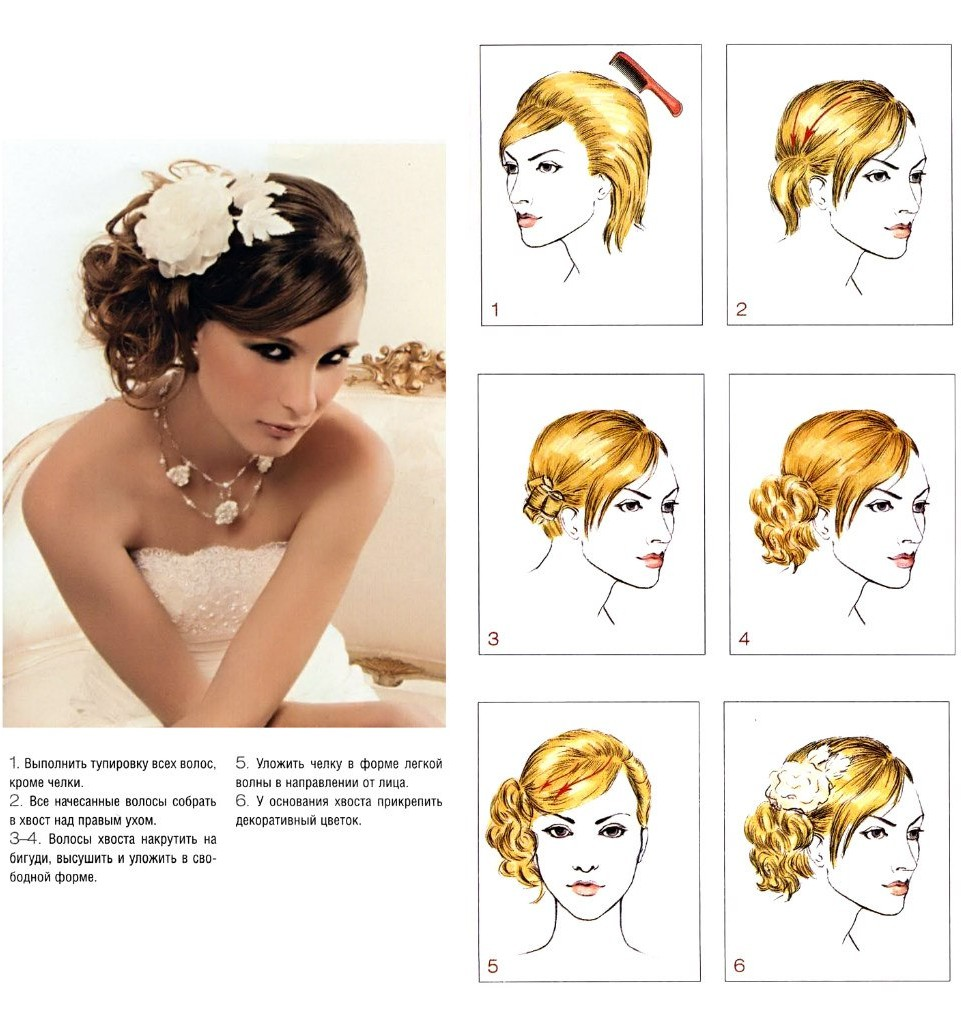 1. Выполнить тупировку всех волос,
кроме челки.
2. Все начесанные волосы собрать
в хвост над правым ухом.
3–4. Волосы хвоста накрутить на
бигуди, высушить и уложить в сво-
бодной форме.
5. Уложить челку в форме легкой
волны в направлении от лица.
6. У основания хвоста прикрепить
декоративный цветок.
1
2
3
4
5
6